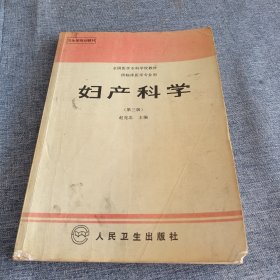 全国医学专科学校教材
供临床医学专业用
妇产科学
(第三版)
主编
人民卫生出版社